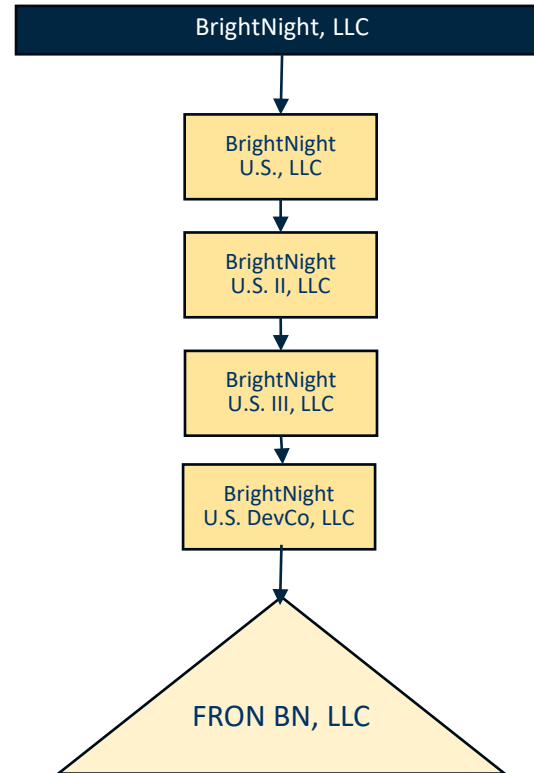 BrightNight, LLC
BrightNight
U.S., LLC
BrightNight
U.S. II, LLC
BrightNight
U.S. III, LLC
BrightNight
U.S. DevCo, LLC
FRON BN, LLC